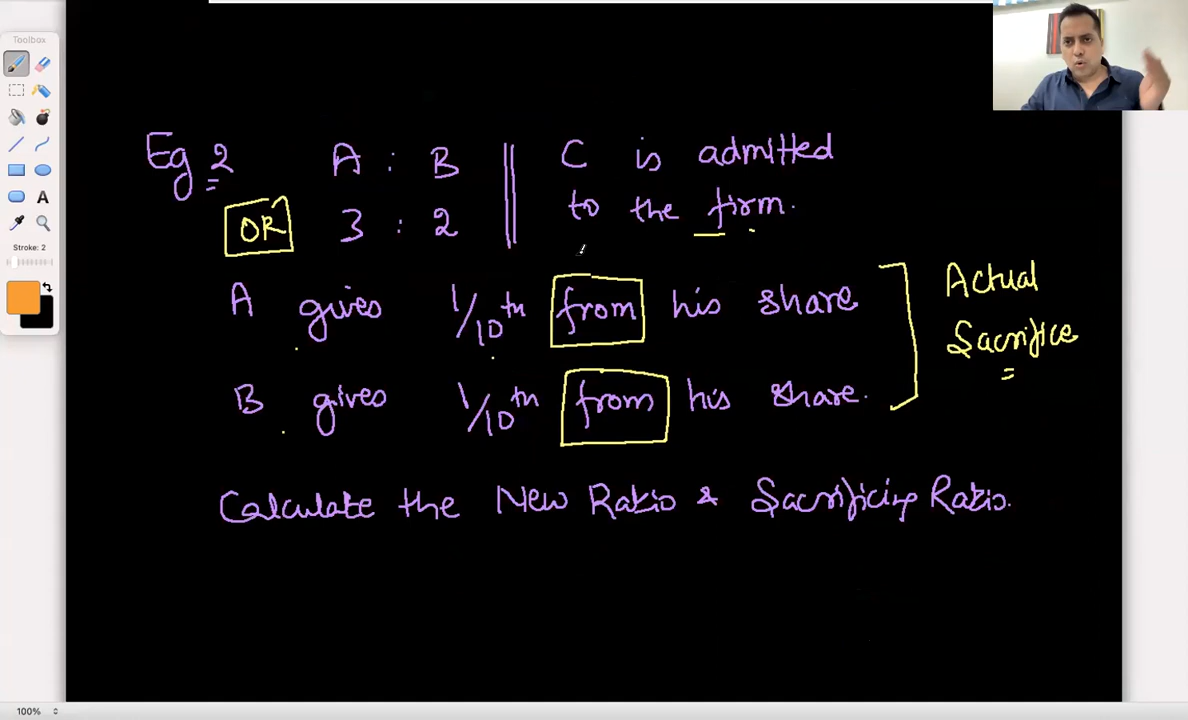 Toolbox
Stroke: 2
Eg 2 A : B C is admitted
OR 3 : 2 to the firm.
A gives 1/10th from his share
B gives 1/10th from his share.
Actual
Sacrifice
Calculate the New Ratio & Sacrificing Ratio.
100%